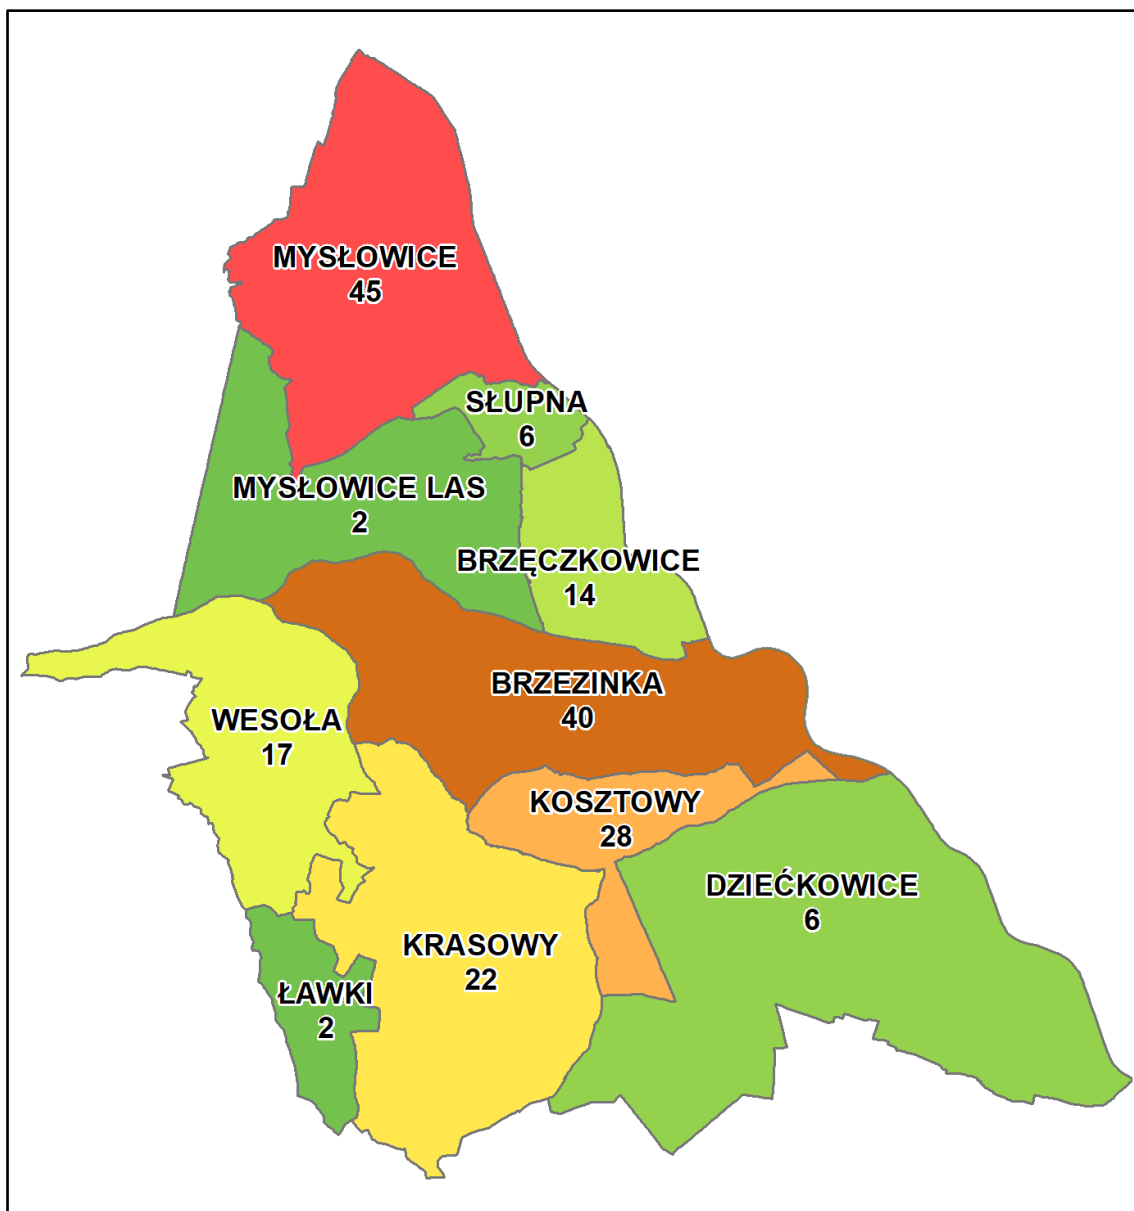 MYSŁOWICE
45
SŁUPNA
6
MYSŁOWICE LAS
2
BRZĘCZKOWICE
14
BRZEZINKA
40
WESOŁA
17
KOSZTOWY
28
DZIEĆKOWICE
6
KRASOWY
22
ŁAWKI
2